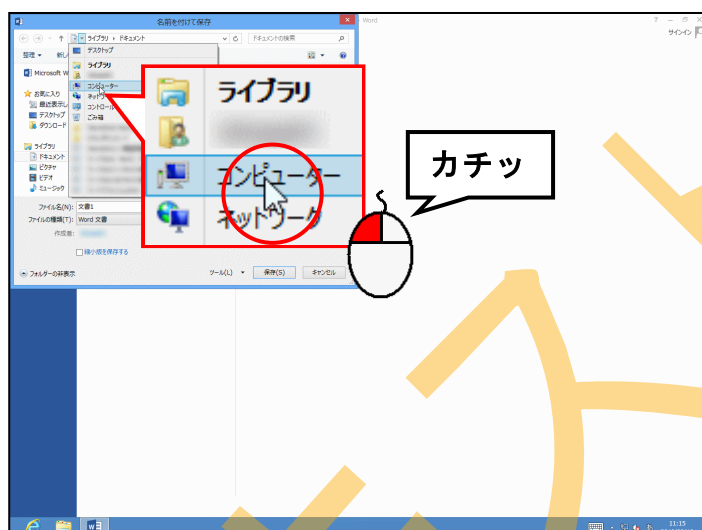 名前を付けて保存
Word
サインイン
ライブラリ ▸ ドキュメント
ドキュメントの検索
整理
新し
デスクトップ
ライブラリ
コンピューター
ネットワ
コントロール
ごみ箱
Microsoft W
お気に入り
最近表示し
デスクトップ
ダウンロード
ライブラリ
ドキュメント
ピクチャ
ビデオ
ミュージック
ライブラリ
コンピューター
ネットワーク
カチッ
ファイル名(N): 文書1
ファイルの種類(T): Word 文書
作成者:
縮小版を保存する
フォルダーの非表示
ツール(L)
保存(S)
キャンセル
11:15